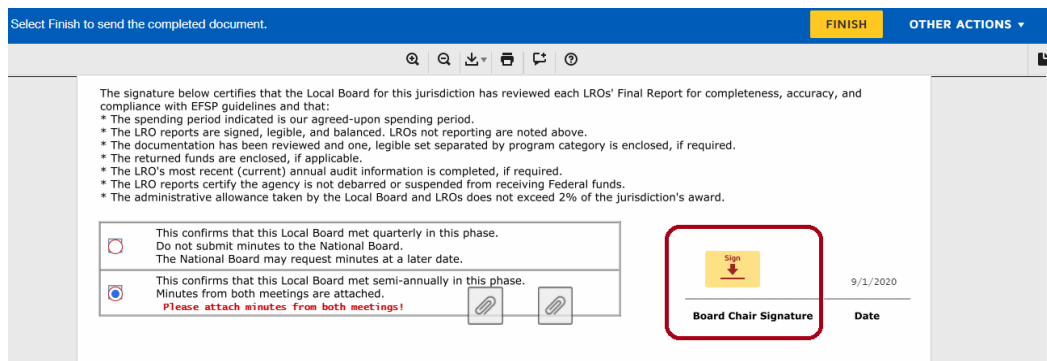 Select Finish to send the completed document.
FINISH
OTHER ACTIONS
The signature below certifies that the Local Board for this jurisdiction has reviewed each LROs' Final Report for completeness, accuracy, and
compliance with EFSP guidelines and that:
* The spending period indicated is our agreed-upon spending period.
* The LRO reports are signed, legible, and balanced. LROs not reporting are noted above.
* The documentation has been reviewed and one, legible set separated by program category is enclosed, if required.
* The returned funds are enclosed, if applicable.
* The LRO's most recent (current) annual audit information is completed, if required.
* The LRO reports certify the agency is not debarred or suspended from receiving Federal funds.
* The administrative allowance taken by the Local Board and LROs does not exceed 2% of the jurisdiction's award.
This confirms that this Local Board met quarterly in this phase.
Do not submit minutes to the National Board.
The National Board may request minutes at a later date.
This confirms that this Local Board met semi-annually in this phase.
Minutes from both meetings are attached.
Please attach minutes from both meetings!
Sign
9/1/2020
Board Chair Signature
Date